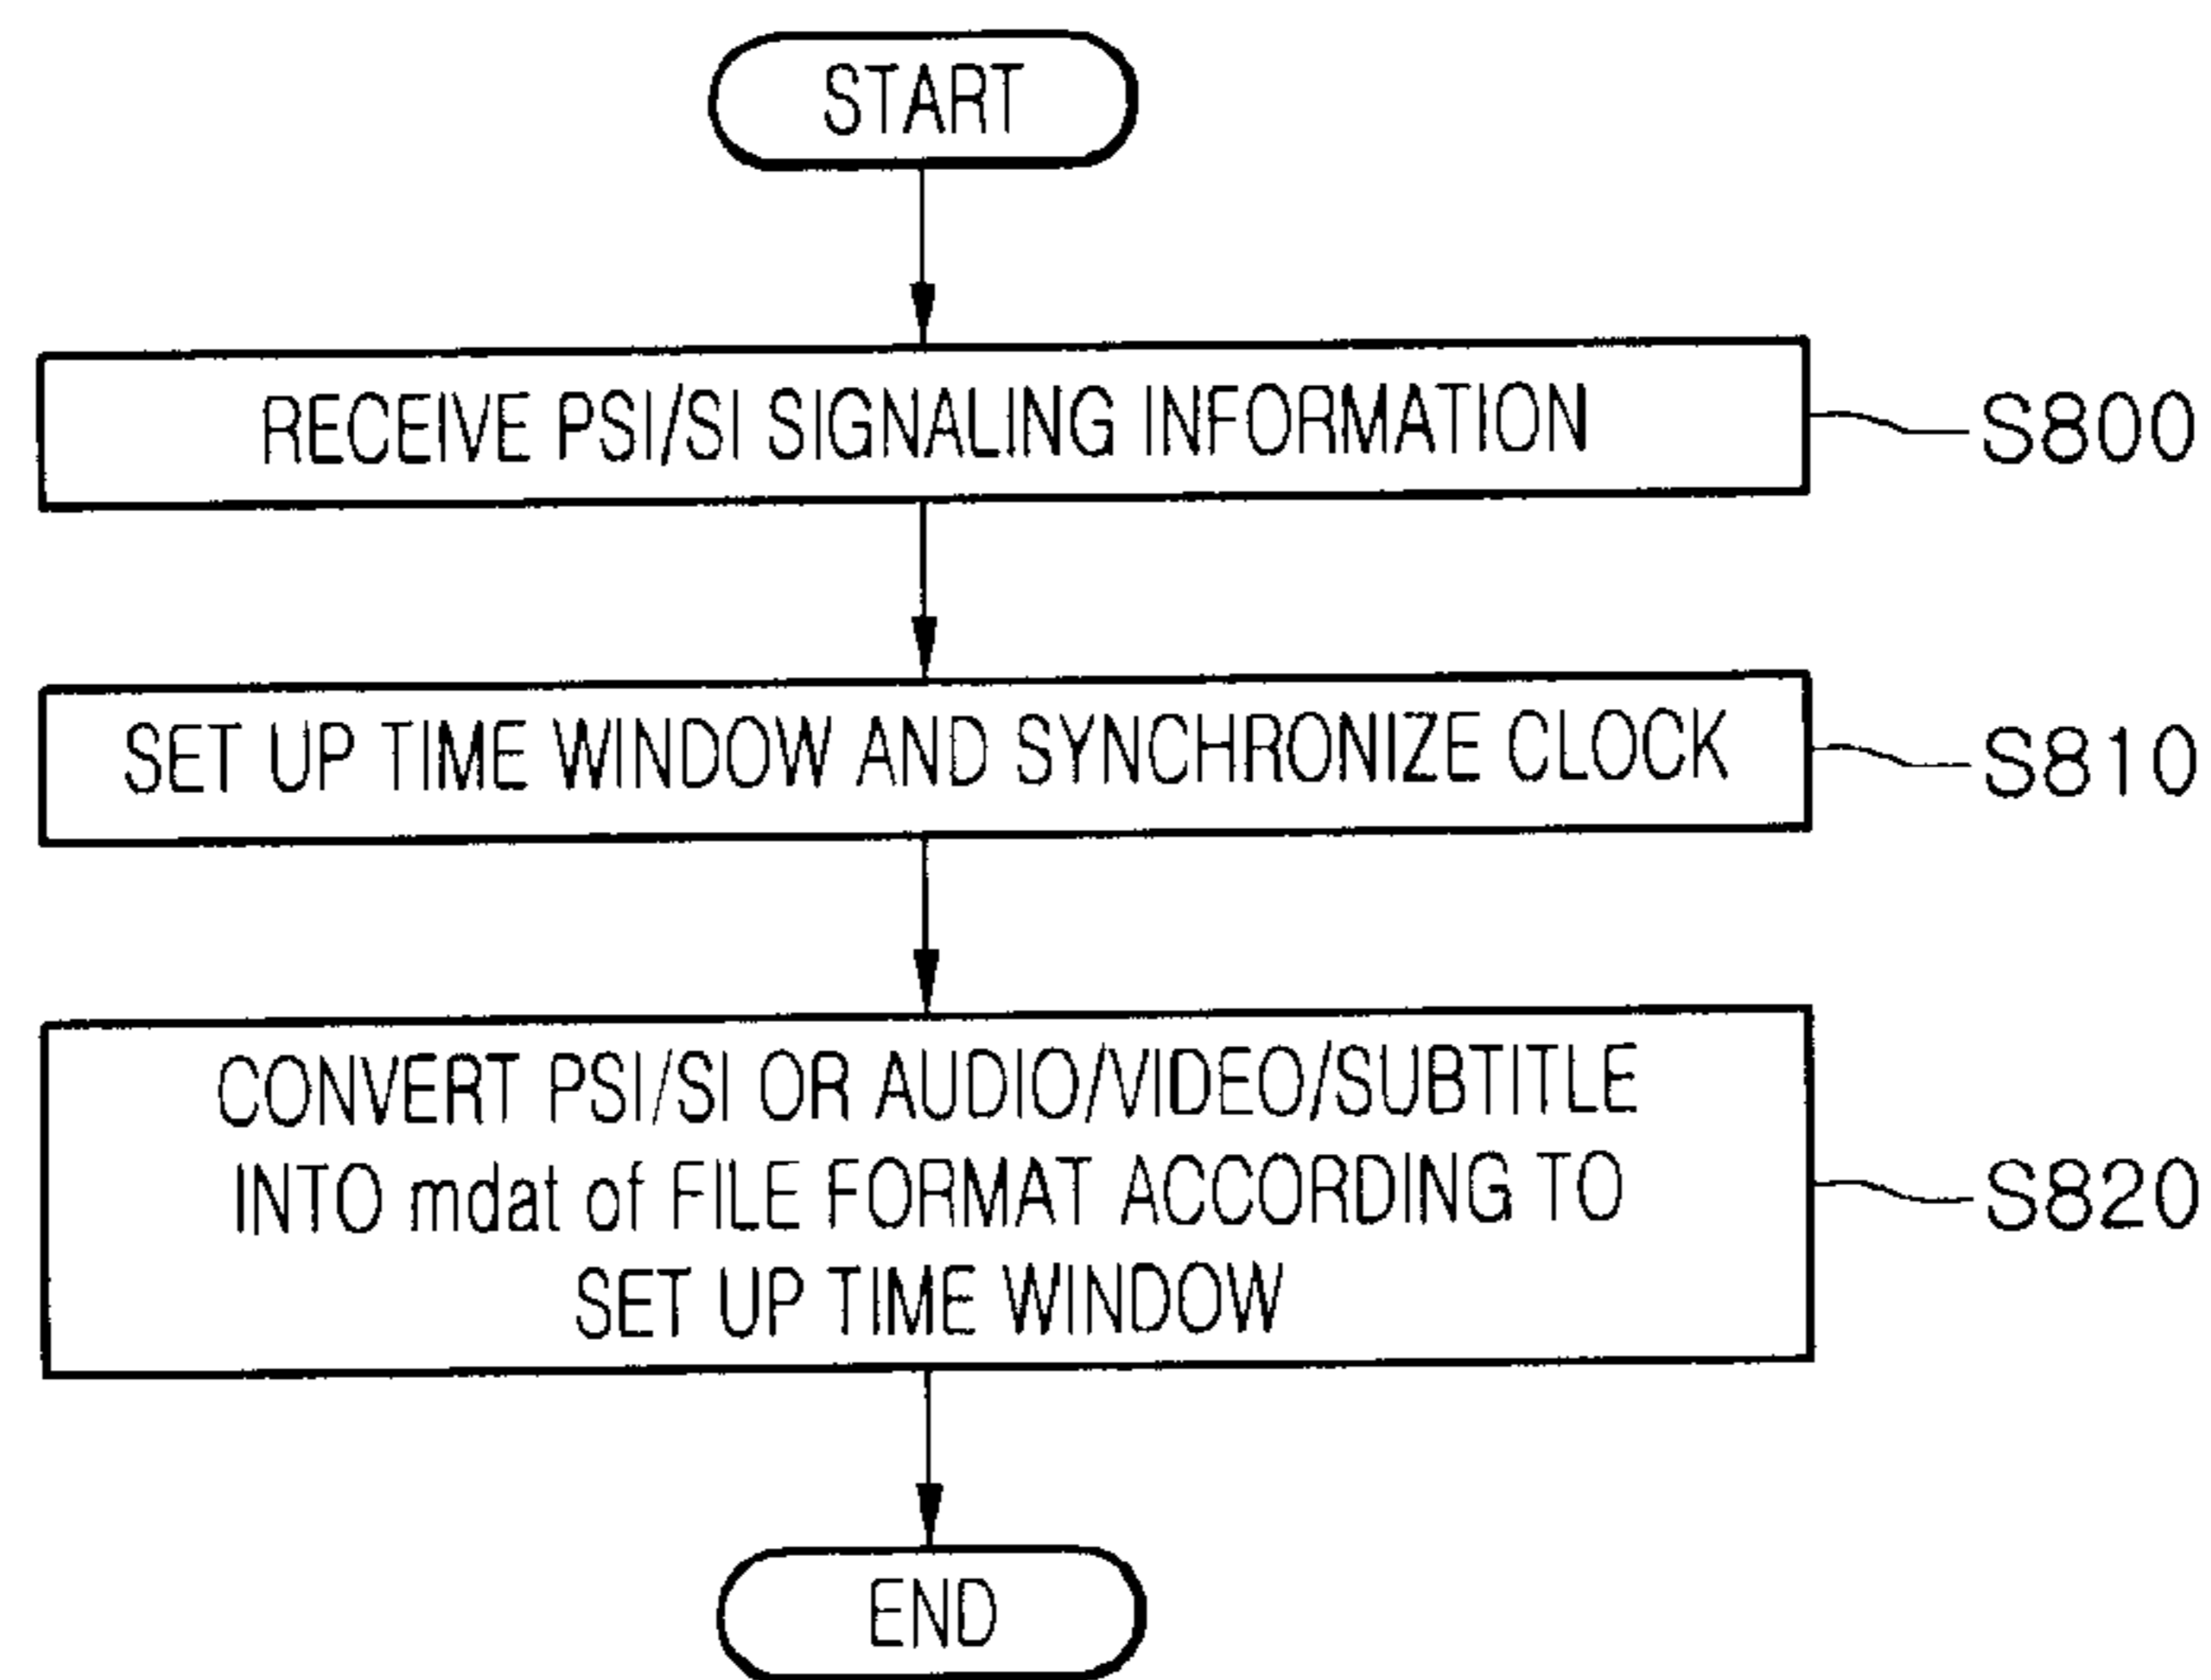 START
RECEIVE PSI/SI SIGNALING INFORMATION
S800
SET UP TIME WINDOW AND SYNCHRONIZE CLOCK
S810
CONVERT PSI/SI OR AUDIO/VIDEO/SUBTITLE
INTO mdat of FILE FORMAT ACCORDING TO
SET UP TIME WINDOW
S820
END